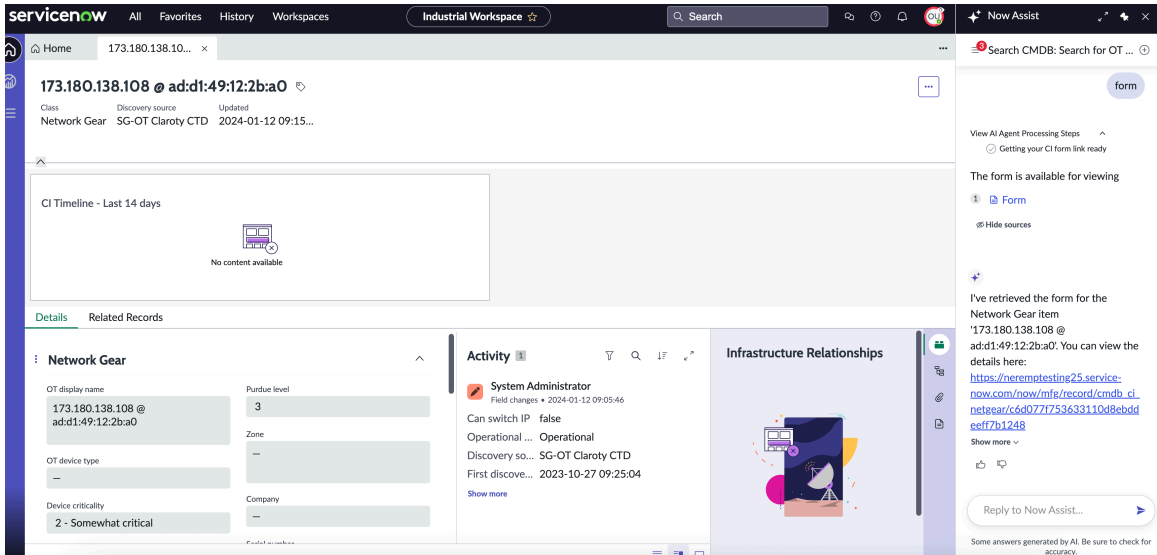 servicenow All Favorites History Workspaces Industrial Workspace Search OU Now Assist
Home 173.180.138.10...
3 Search CMDB: Search for OT ...
173.180.138.108 @ ad:d1:49:12:2b:a0
Class Discovery source Updated
Network Gear SG-OT Claroty CTD 2024-01-12 09:15...
CI Timeline - Last 14 days
No content available
Details Related Records
Network Gear
OT display name
173.180.138.108 @
ad:d1:49:12:2b:a0
OT device type
—
Device criticality
2 - Somewhat critical
Purdue level
3
Zone
—
Company
—
Activity 1
System Administrator
Field changes • 2024-01-12 09:05:46
Can switch IP false
Operational ... Operational
Discovery so... SG-OT Claroty CTD
First discove... 2023-10-27 09:25:04
Show more
Infrastructure Relationships
form
View AI Agent Processing Steps
Getting your CI form link ready
The form is available for viewing
1 Form
Hide sources
I've retrieved the form for the
Network Gear item
'173.180.138.108 @
ad:d1:49:12:2b:a0'. You can view the
details here:
https://neremptesting25.service-
now.com/now/mfg/record/cmdb_ci_
netgear/c6d077f753633110d8ebdd
eeff7b1248
Show more
Reply to Now Assist...
Some answers generated by AI. Be sure to check for
accuracy.